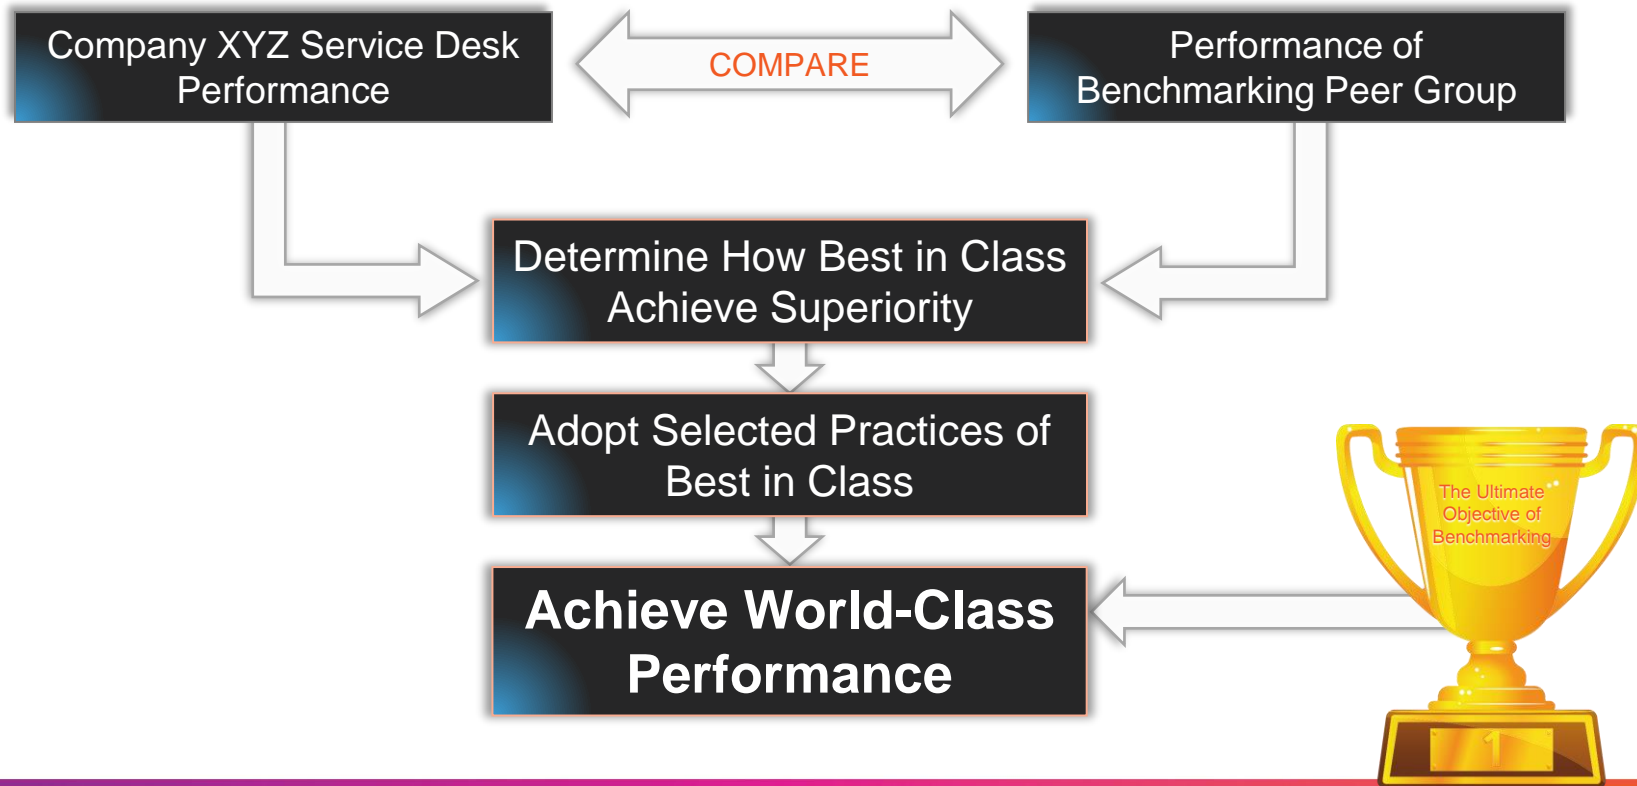 Company XYZ Service Desk
Performance
COMPARE
Performance of
Benchmarking Peer Group
Determine How Best in Class
Achieve Superiority
Adopt Selected Practices of
Best in Class
The Ultimate
Objective of
Benchmarking
Achieve World-Class
Performance
1